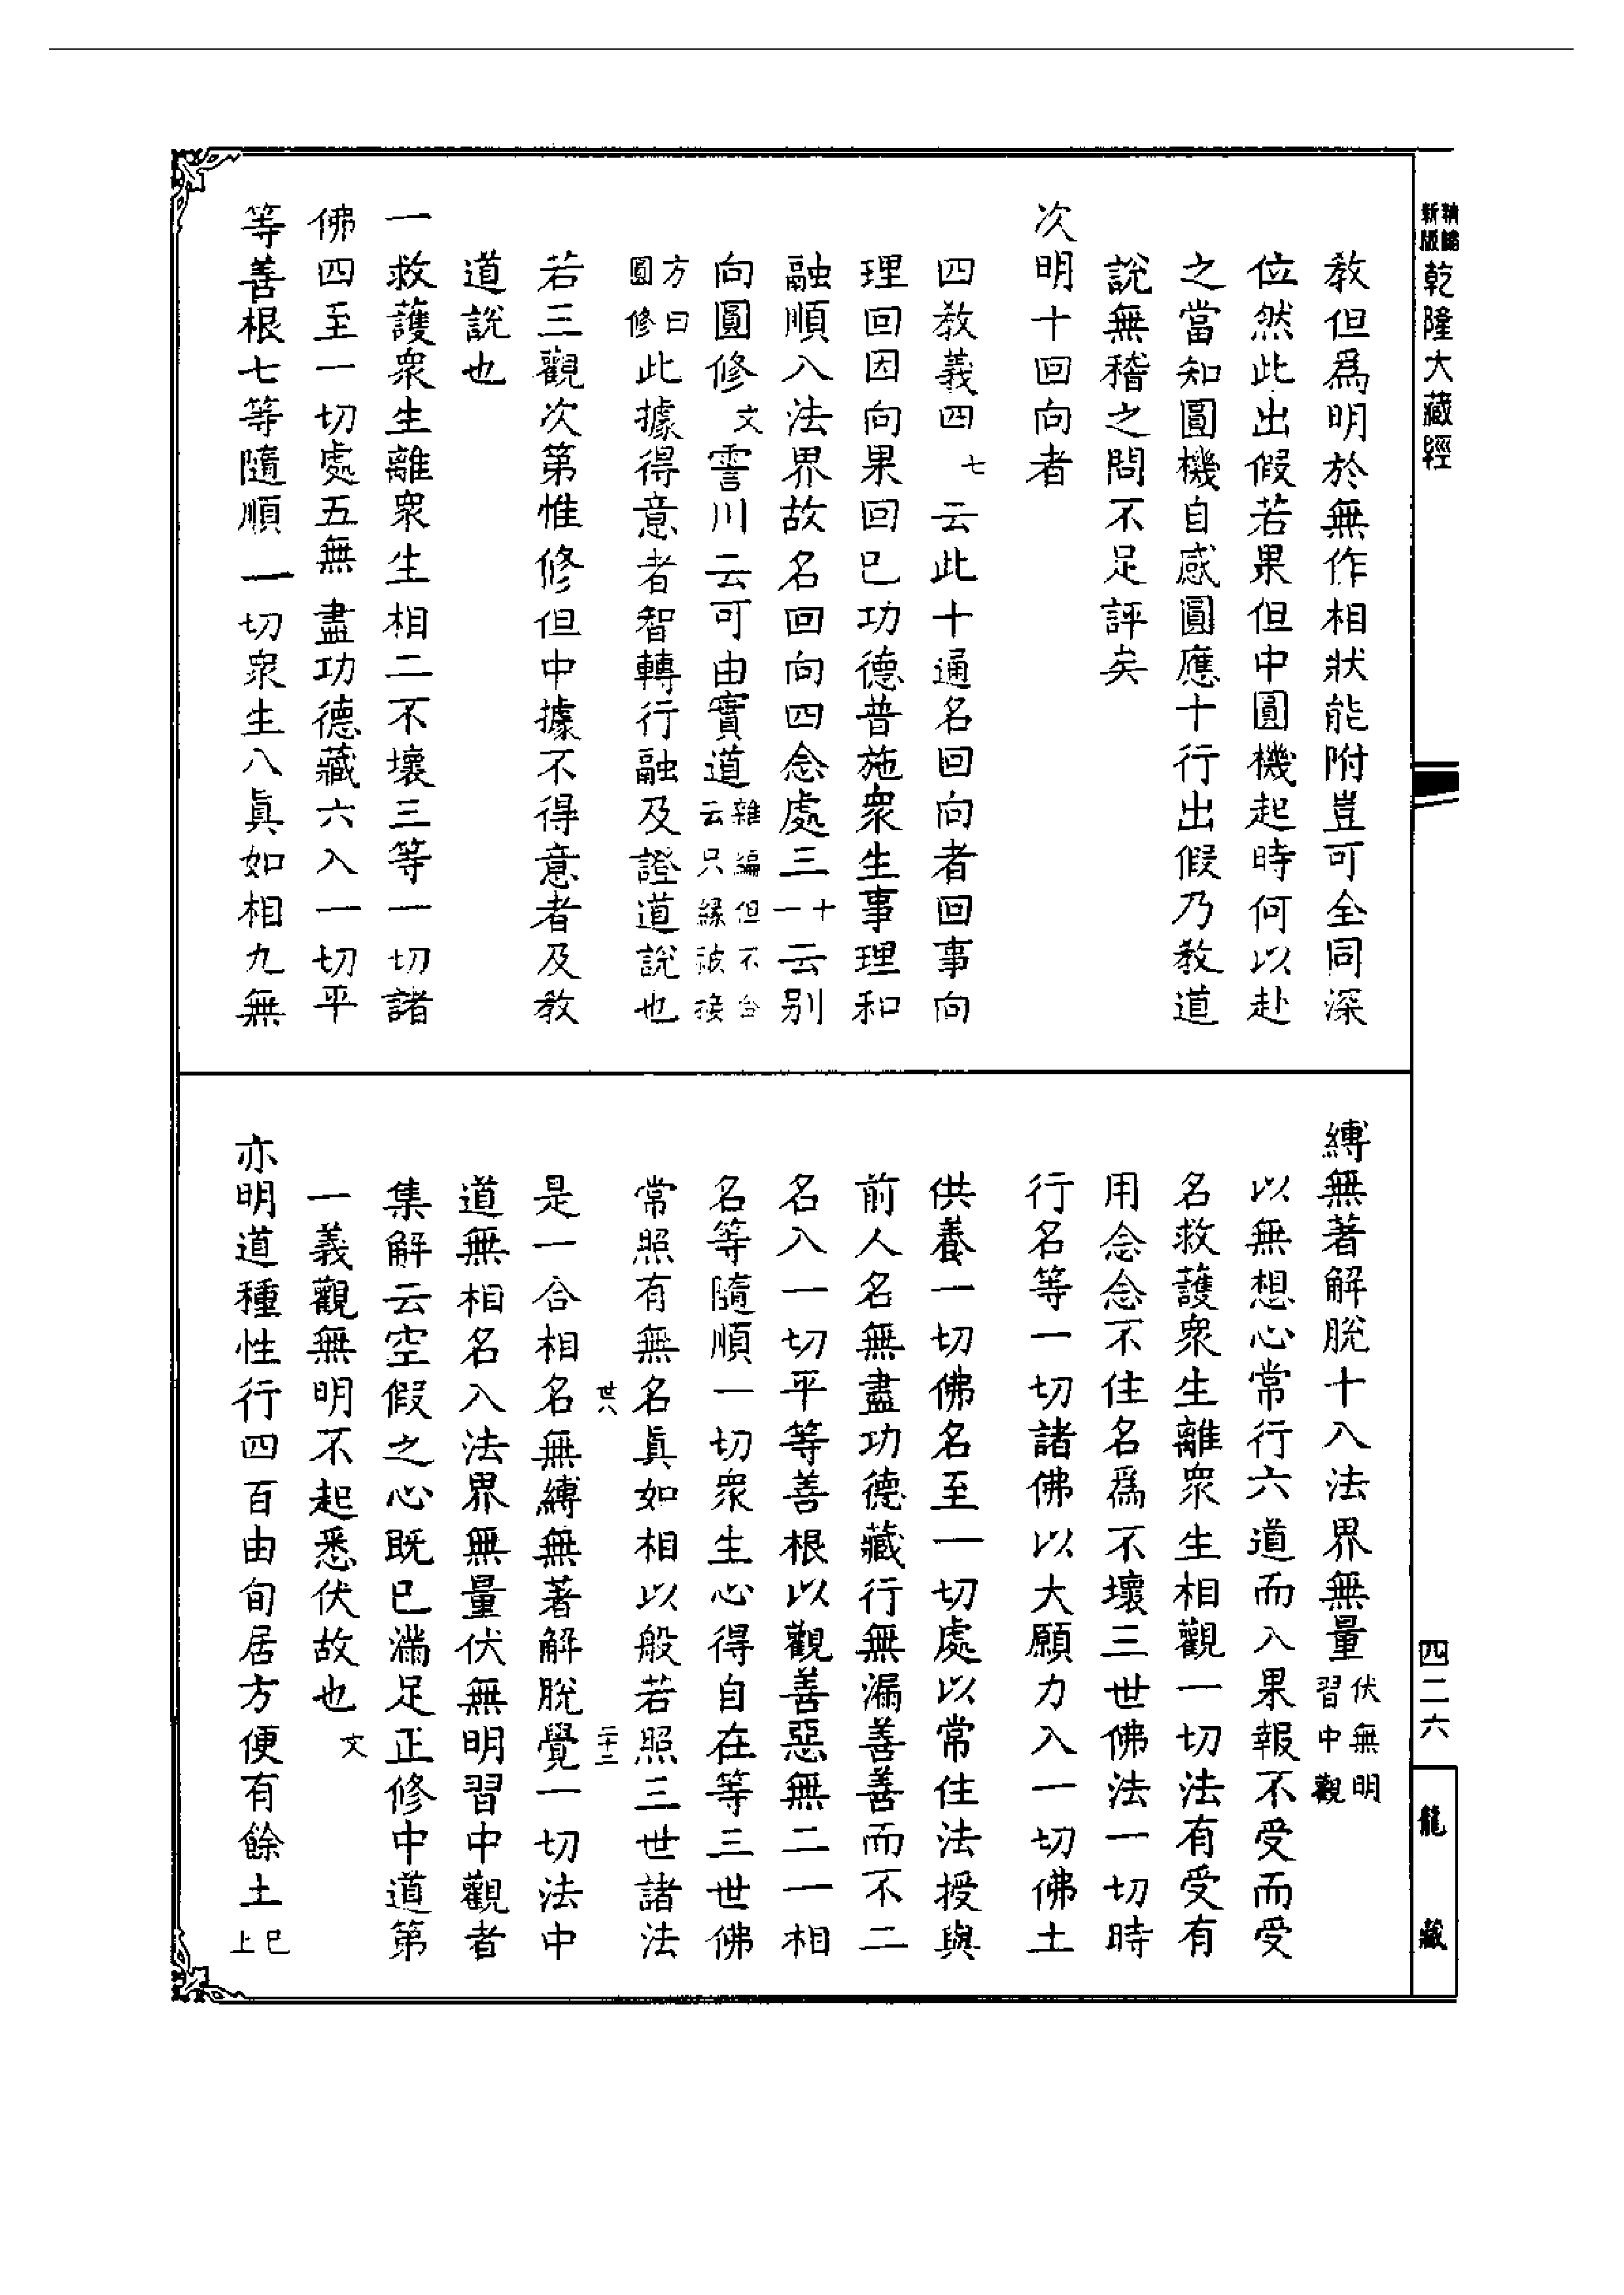 新版
乾隆大藏經
四二六
龍藏
教但爲明於無作相狀能附豈可全同深
位然此出假若果但中圓機起時何以赴
之當知圓機自感圓應十行出假乃教道
說無稽之問不足評矣
次明十回向者
四教義四七云此十通名回向者回事向
理回因向果回已功德普施衆生事理和
融順入法界故名回向四念處三十一云別
向圓修文霅川云可由實道雜編但不合云只緣被接
方曰圓修此據得意者智轉行融及證道說也
若三觀次第惟修但中據不得意者及教
道說也
一救護衆生離衆生相二不壞三等一切諸
佛四至一切處五無盡功德藏六入一切平
等善根七等隨順一切衆生八眞如相九無
縛無著解脫十入法界無量伏無明習中觀
以無想心常行六道而入果報不受而受
名救護衆生離衆生相觀一切法有受有
用念念不住名爲不壞三世佛法一切時
行名等一切諸佛以大願力入一切佛土
供養一切佛名至一切處以常住法授與
前人名無盡功德藏行無漏善善而不二
名入一切平等善根以觀善惡無二一相
名等隨順一切衆生心得自在等三世佛
常照有無名眞如相以般若照三世諸法
世六
二十二
是一合相名無縛無著解脫覺一切法中
道無相名入法界無量伏無明習中觀者
集解云空假之心既已滿足正修中道第
一義觀無明不起悉伏故也文
亦明道種性行四百由旬居方便有餘土已上